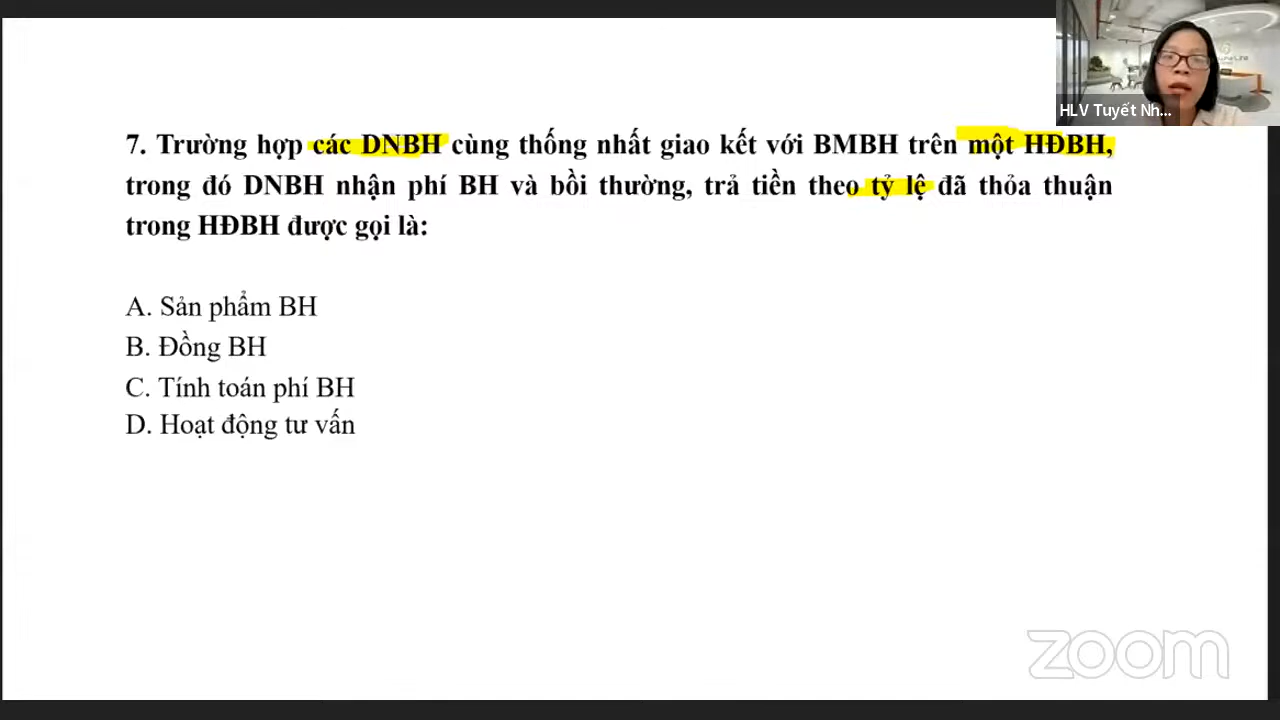 HLV Tuyết Nh...
7. Trường hợp các DNBH cùng thống nhất giao kết với BMBH trên một HĐBH,
trong đó DNBH nhận phí BH và bồi thường, trả tiền theo tỷ lệ đã thỏa thuận
trong HĐBH được gọi là:
A. Sản phẩm BH
B. Đồng BH
C. Tính toán phí BH
D. Hoạt động tư vấn
zoom